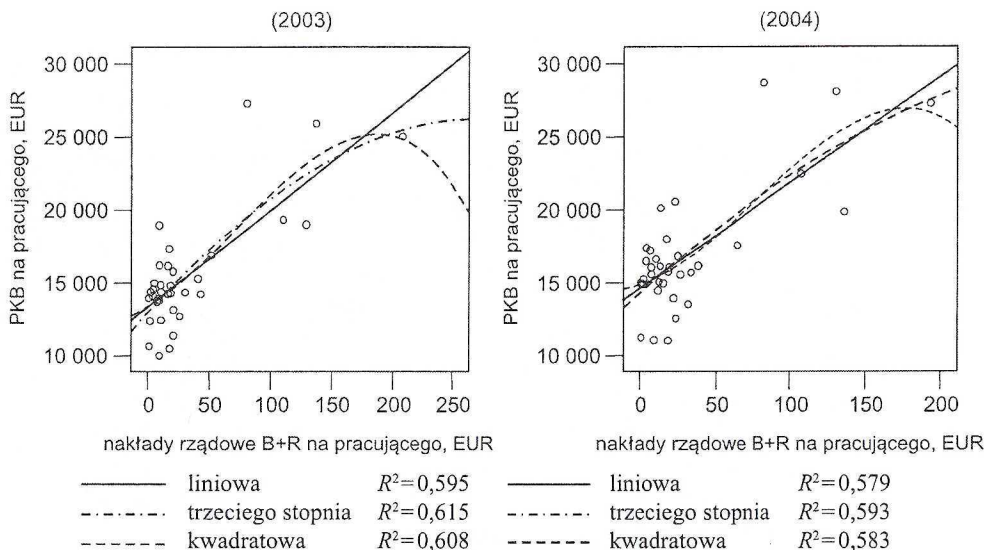 (2003)
PKB na pracującego, EUR
30 000
25 000
20 000
15 000
10 000
0 50 100 150 200 250
nakłady rządowe B+R na pracującego, EUR
liniowa R²=0,595
trzeciego stopnia R²=0,615
kwadratowa R²=0,608
(2004)
PKB na pracującego, EUR
30 000
25 000
20 000
15 000
10 000
0 50 100 150 200
nakłady rządowe B+R na pracującego, EUR
liniowa R²=0,579
trzeciego stopnia R²=0,593
kwadratowa R²=0,583